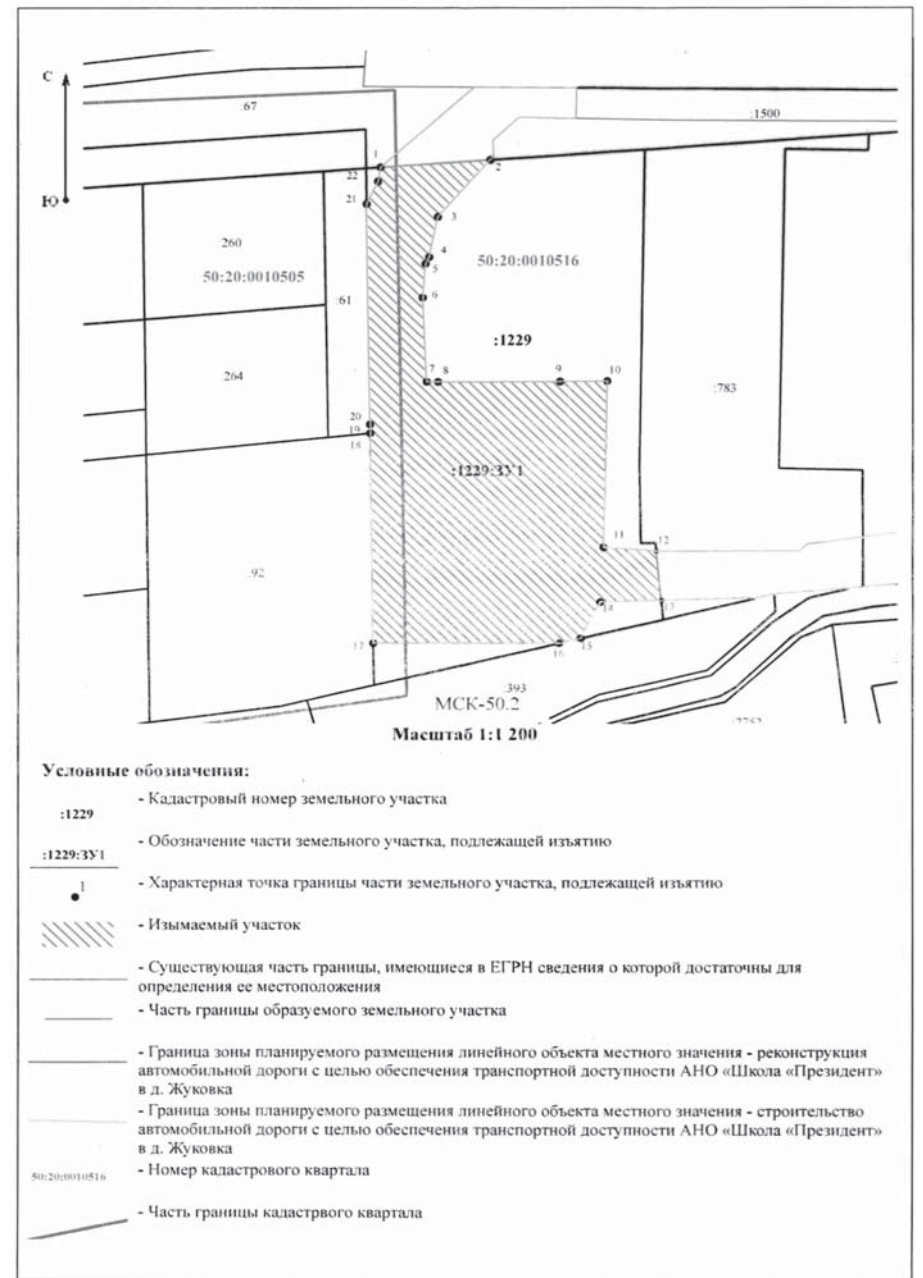 С
:67
:1500
1
2
22
Ю
21
3
:260
4
50:20:0010516
5
50:20:0010505
6
:61
:1229
:264
7
8
9
10
:783
20
19
18
:1229:ЗУ1
11
12
:92
14
13
17
16
15
:393
МСК-50.2
:2752
Масштаб 1:1 200
Условные обозначения:
- Кадастровый номер земельного участка
:1229
- Обозначение части земельного участка, подлежащей изъятию
:1229:ЗУ1
1
- Характерная точка границы части земельного участка, подлежащей изъятию
- Изымаемый участок
- Существующая часть границы, имеющиеся в ЕГРН сведения о которой достаточны для
определения ее местоположения
- Часть границы образуемого земельного участка
- Граница зоны планируемого размещения линейного объекта местного значения - реконструкция
автомобильной дороги с целью обеспечения транспортной доступности АНО «Школа «Президент»
в д. Жуковка
- Граница зоны планируемого размещения линейного объекта местного значения - строительство
автомобильной дороги с целью обеспечения транспортной доступности АНО «Школа «Президент»
в д. Жуковка
50:20:0010516
- Номер кадастрового квартала
- Часть границы кадастрвого квартала